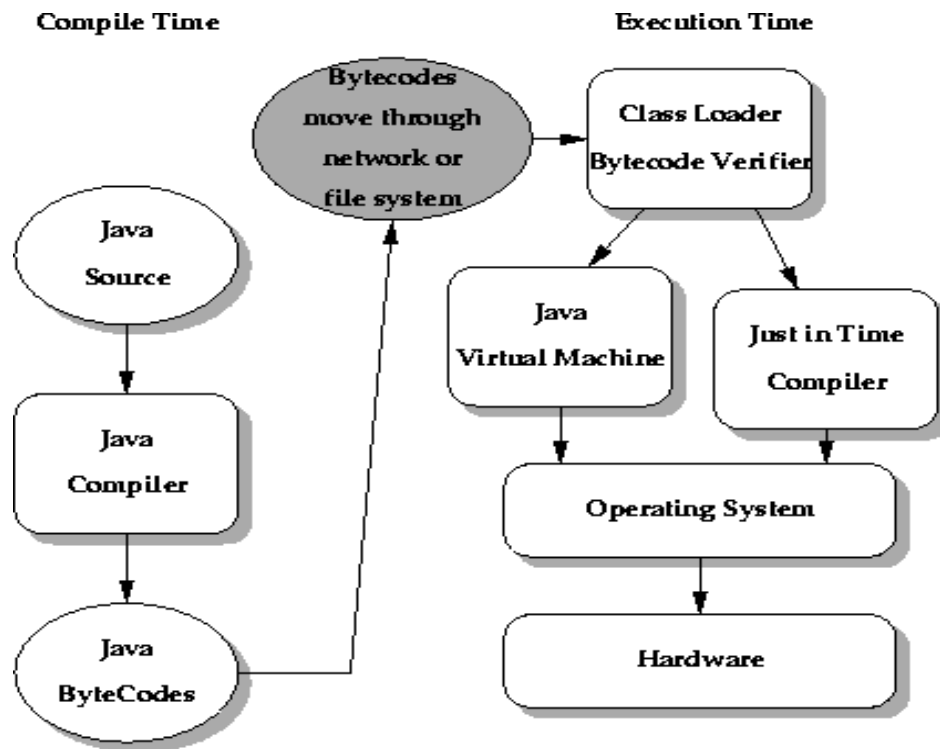 Compile Time
Execution Time
Bytecodes
move through
network or
file system
Class Loader
Bytecode Verifier
Java
Source
Java
Virtual Machine
Just in Time
Compiler
Java
Compiler
Operating System
Java
ByteCodes
Hardware